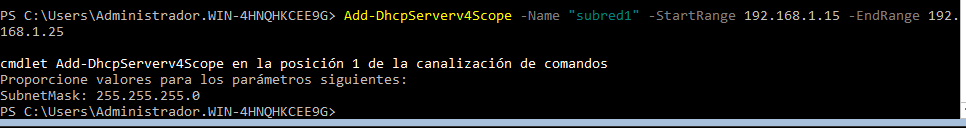 PS C:\Users\Administrador.WIN-4HNQHKCEE9G> Add-DhcpServerv4Scope -Name "subred1" -StartRange 192.168.1.15 -EndRange 192.
168.1.25
cmdlet Add-DhcpServerv4Scope en la posición 1 de la canalización de comandos
Proporcione valores para los parámetros siguientes:
SubnetMask: 255.255.255.0
PS C:\Users\Administrador.WIN-4HNQHKCEE9G>